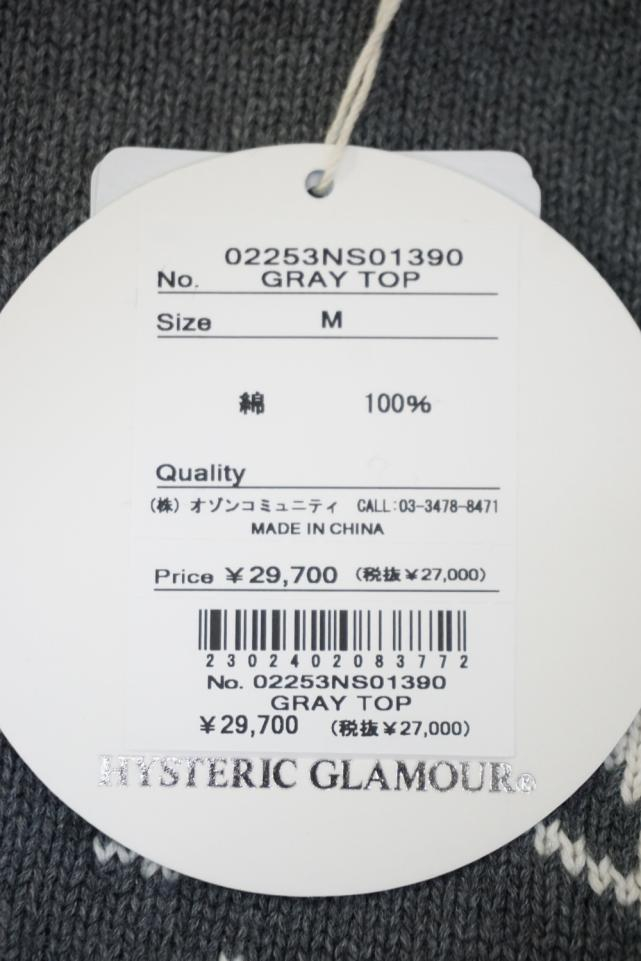 02253NS01390
No. GRAY TOP
Size M
綿 100%
Quality
(株) オゾンコミュニティ CALL:03-3478-8471
MADE IN CHINA
Price ¥29,700 (税抜¥27,000)
2302402083772
No. 02253NS01390
GRAY TOP
¥29,700 (税抜¥27,000)
HYSTERIC GLAMOUR®